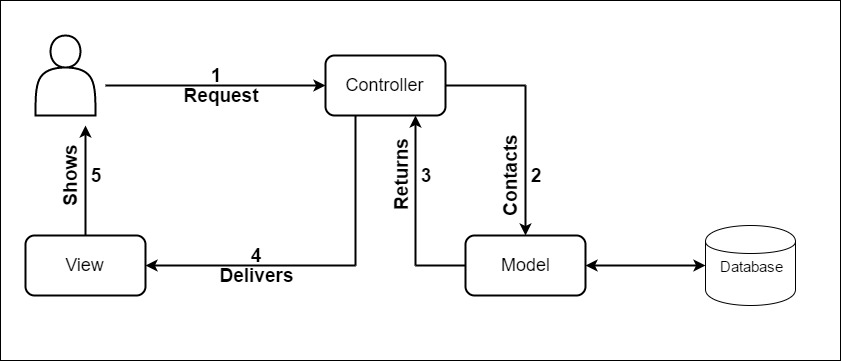 1
Request
Controller
Shows
5
Returns
3
Contacts
2
4
Delivers
View
Model
Database